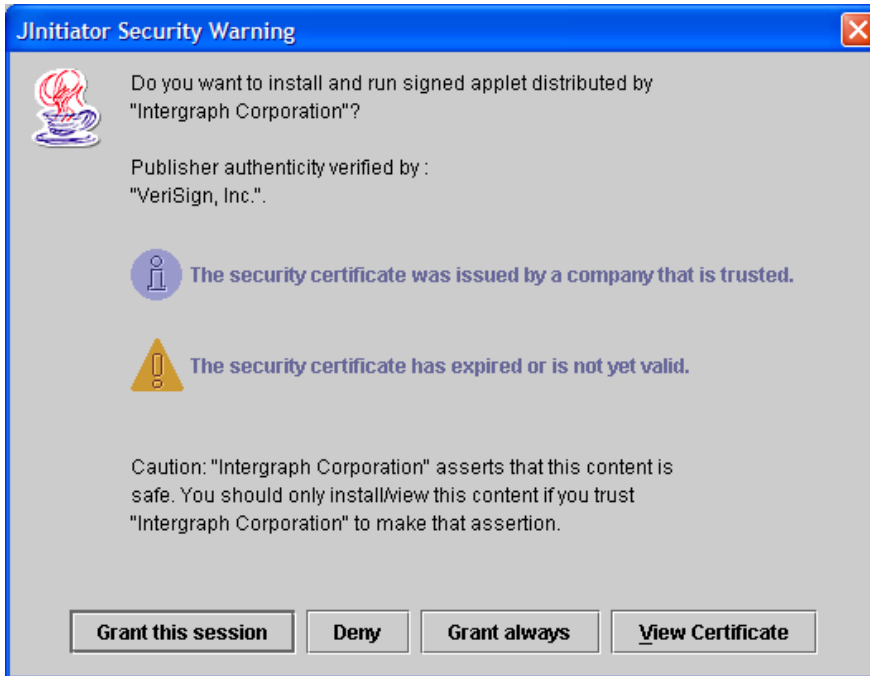 JInitiator Security Warning
Do you want to install and run signed applet distributed by
"Intergraph Corporation"?
Publisher authenticity verified by :
"VeriSign, Inc.".
The security certificate was issued by a company that is trusted.
The security certificate has expired or is not yet valid.
Caution: "Intergraph Corporation" asserts that this content is
safe. You should only install/view this content if you trust
"Intergraph Corporation" to make that assertion.
Grant this session Deny Grant always View Certificate